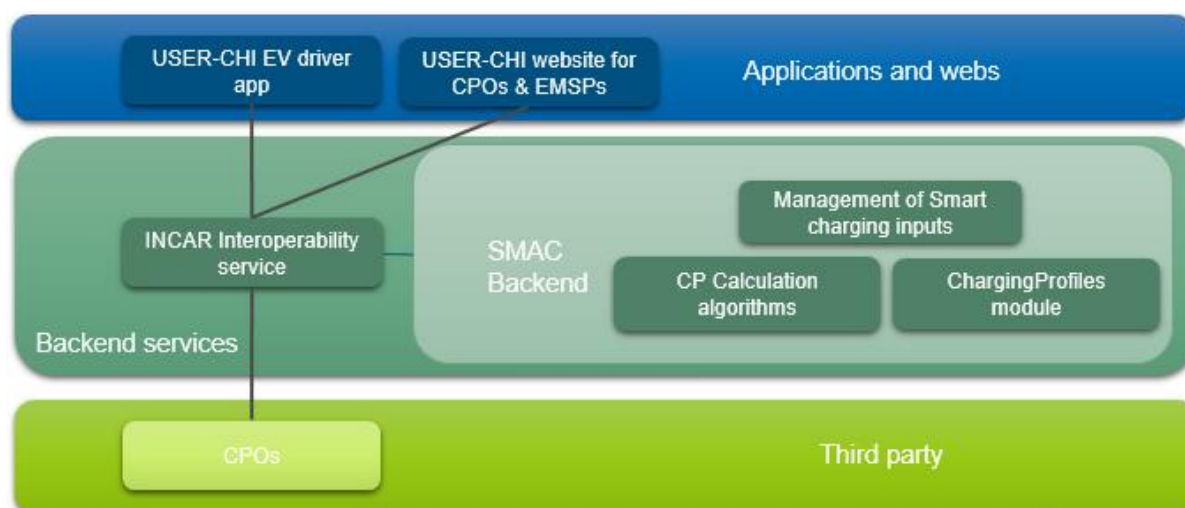 USER-CHI EV driver
app
USER-CHI website for
CPOs & EMSPs
Applications and webs
Management of Smart
charging inputs
INCAR Interoperability
service
SMAC
Backend
CP Calculation
algorithms
ChargingProfiles
module
Backend services
CPOs
Third party